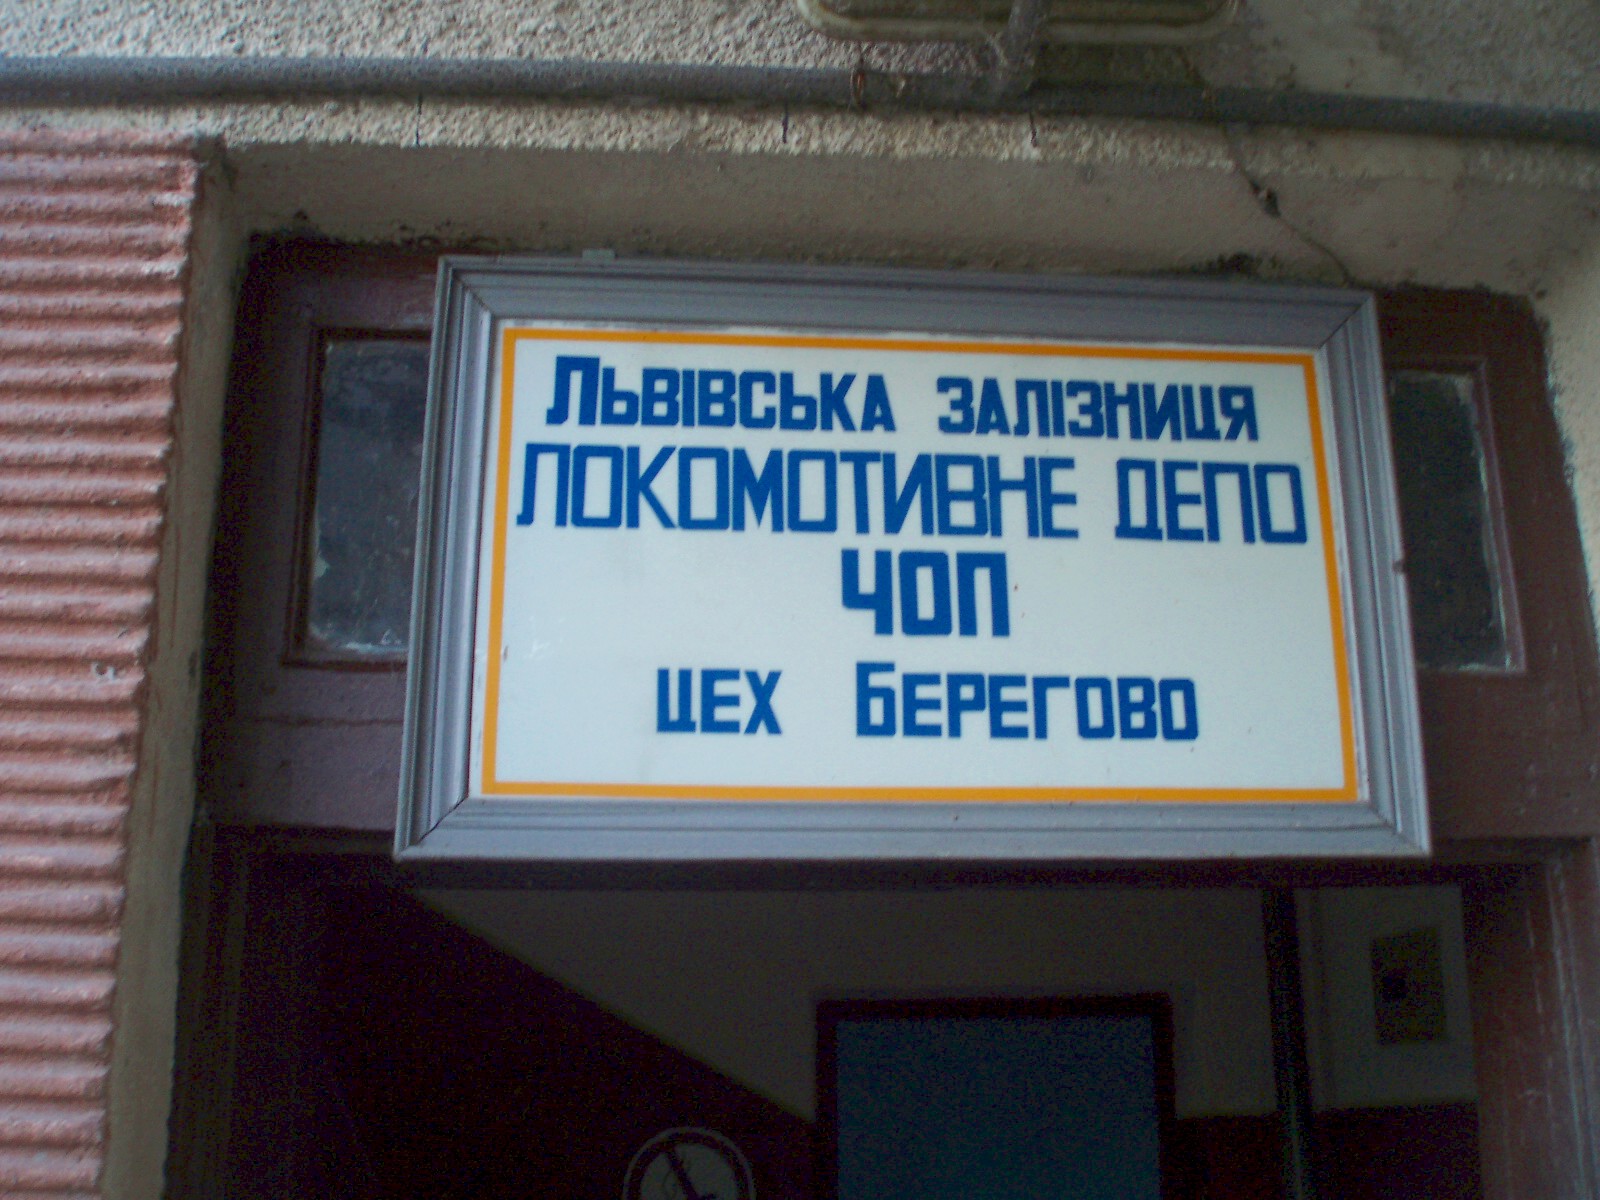 Львівська залізниця
ЛОКОМОТИВНЕ ДЕПО
ЧОП
цех Берегово